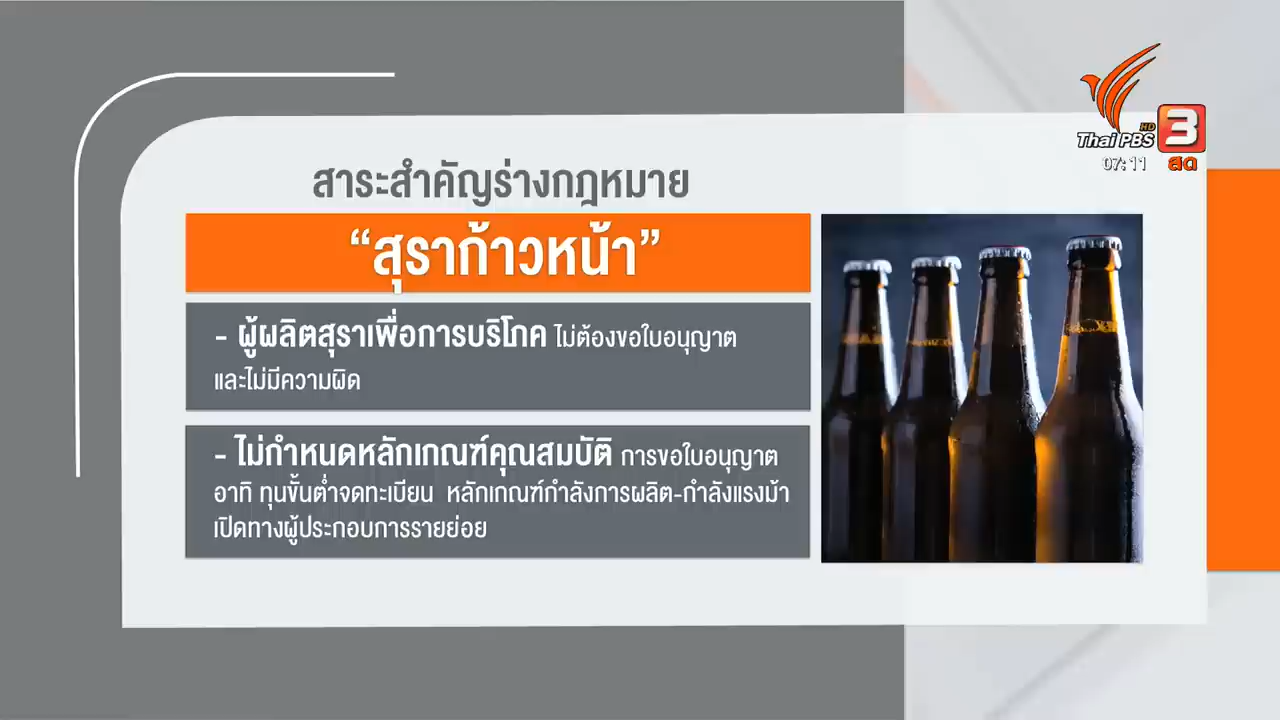 HD
Thai PBS 3
07:11 สด
สาระสำคัญร่างกฎหมาย
“สุราก้าวหน้า”
- ผู้ผลิตสุราเพื่อการบริโภค ไม่ต้องขอใบอนุญาต
และไม่มีความผิด
- ไม่กำหนดหลักเกณฑ์คุณสมบัติ การขอใบอนุญาต
อาทิ ทุนขั้นต่ำจดทะเบียน หลักเกณฑ์กำลังการผลิต-กำลังแรงม้า
เปิดทางผู้ประกอบการรายย่อย